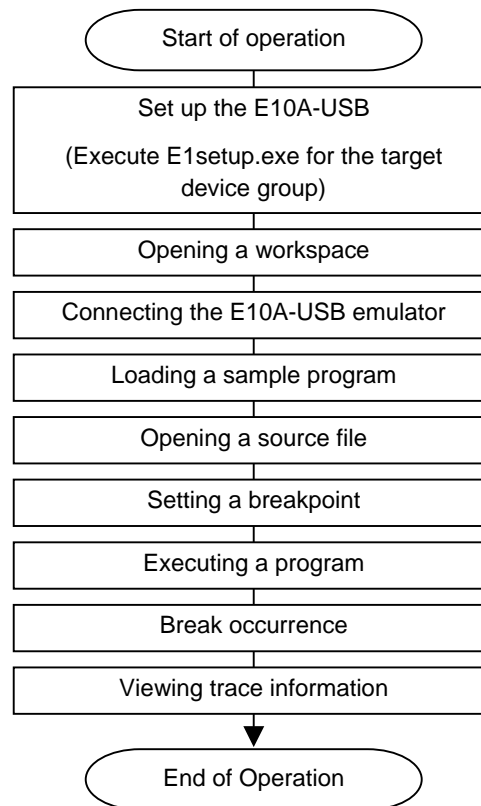 Start of operation
Set up the E10A-USB
(Execute E1setup.exe for the target
device group)
Opening a workspace
Connecting the E10A-USB emulator
Loading a sample program
Opening a source file
Setting a breakpoint
Executing a program
Break occurrence
Viewing trace information
End of Operation